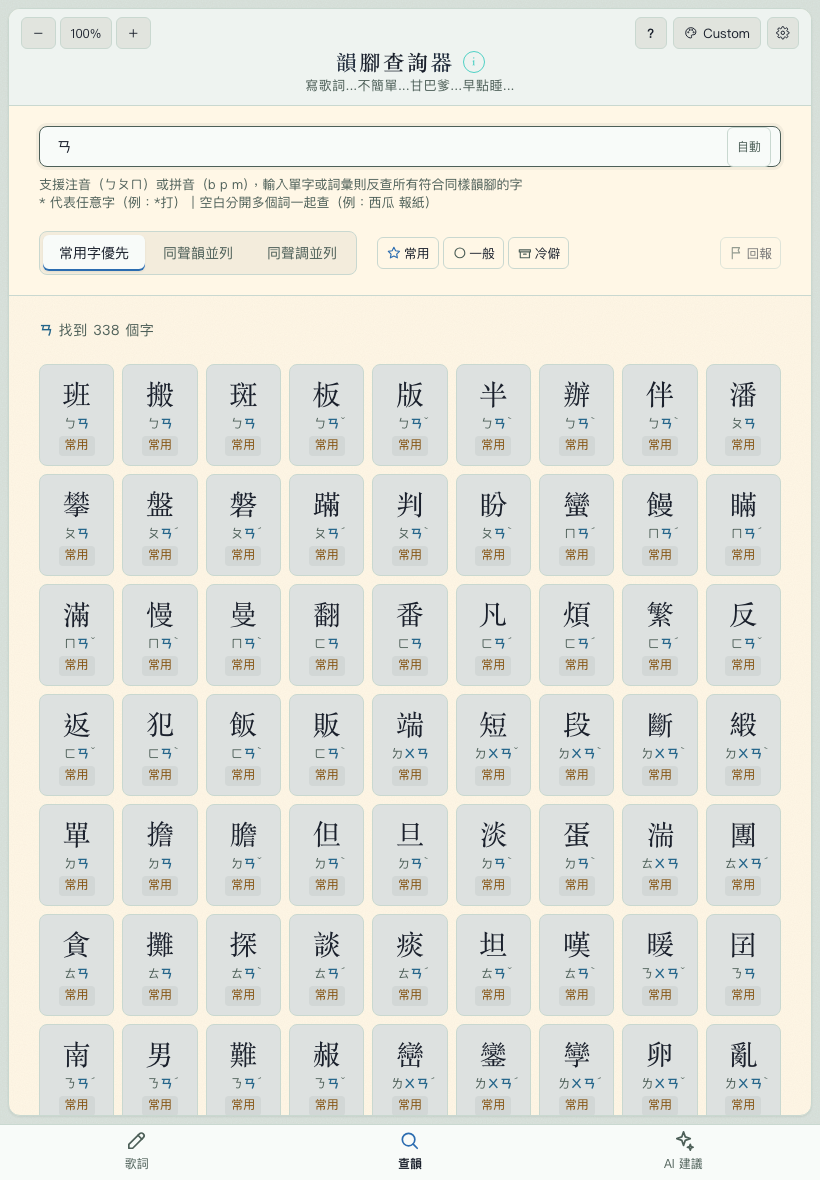 − 100% + ? Custom
韻腳查詢器 i
寫歌詞...不簡單...甘巴爹...早點睡...
ㄢ 自動
支援注音（ㄅㄆㄇ）或拼音（b p m），輸入單字或詞彙則反查所有符合同樣韻腳的字
* 代表任意字（例：*打）｜空白分開多個詞一起查（例：西瓜 報紙）
常用字優先 同聲韻並列 同聲調並列 常用 一般 冷僻 回報
ㄢ 找到 338 個字
班 搬 斑 板 版 半 辦 伴 潘
ㄅㄢ ㄅㄢ ㄅㄢ ㄅㄢˇ ㄅㄢˇ ㄅㄢˋ ㄅㄢˋ ㄅㄢˋ ㄆㄢ
常用 常用 常用 常用 常用 常用 常用 常用 常用
攀 盤 磐 蹣 判 盼 蠻 饅 瞞
ㄆㄢ ㄆㄢˊ ㄆㄢˊ ㄆㄢˊ ㄆㄢˋ ㄆㄢˋ ㄇㄢˊ ㄇㄢˊ ㄇㄢˊ
常用 常用 常用 常用 常用 常用 常用 常用 常用
滿 慢 曼 翻 番 凡 煩 繁 反
ㄇㄢˇ ㄇㄢˋ ㄇㄢˋ ㄈㄢ ㄈㄢ ㄈㄢˊ ㄈㄢˊ ㄈㄢˊ ㄈㄢˇ
常用 常用 常用 常用 常用 常用 常用 常用 常用
返 犯 飯 販 端 短 段 斷 緞
ㄈㄢˇ ㄈㄢˋ ㄈㄢˋ ㄈㄢˋ ㄉㄨㄢ ㄉㄨㄢˇ ㄉㄨㄢˋ ㄉㄨㄢˋ ㄉㄨㄢˋ
常用 常用 常用 常用 常用 常用 常用 常用 常用
單 擔 膽 但 旦 淡 蛋 湍 團
ㄉㄢ ㄉㄢ ㄉㄢˇ ㄉㄢˋ ㄉㄢˋ ㄉㄢˋ ㄉㄢˋ ㄊㄨㄢ ㄊㄨㄢˊ
常用 常用 常用 常用 常用 常用 常用 常用 常用
貪 攤 探 談 痰 坦 嘆 暖 囝
ㄊㄢ ㄊㄢ ㄊㄢˋ ㄊㄢˊ ㄊㄢˊ ㄊㄢˇ ㄊㄢˋ ㄋㄨㄢˇ ㄋㄢ
常用 常用 常用 常用 常用 常用 常用 常用 常用
南 男 難 赧 巒 鑾 孿 卵 亂
ㄋㄢˊ ㄋㄢˊ ㄋㄢˊ ㄋㄢˇ ㄌㄨㄢˊ ㄌㄨㄢˊ ㄌㄨㄢˊ ㄌㄨㄢˇ ㄌㄨㄢˋ
常用 常用 常用 常用 常用 常用 常用 常用 常用
歌詞 查韻 AI 建議